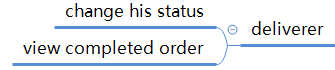 change his status
deliverer
view completed order